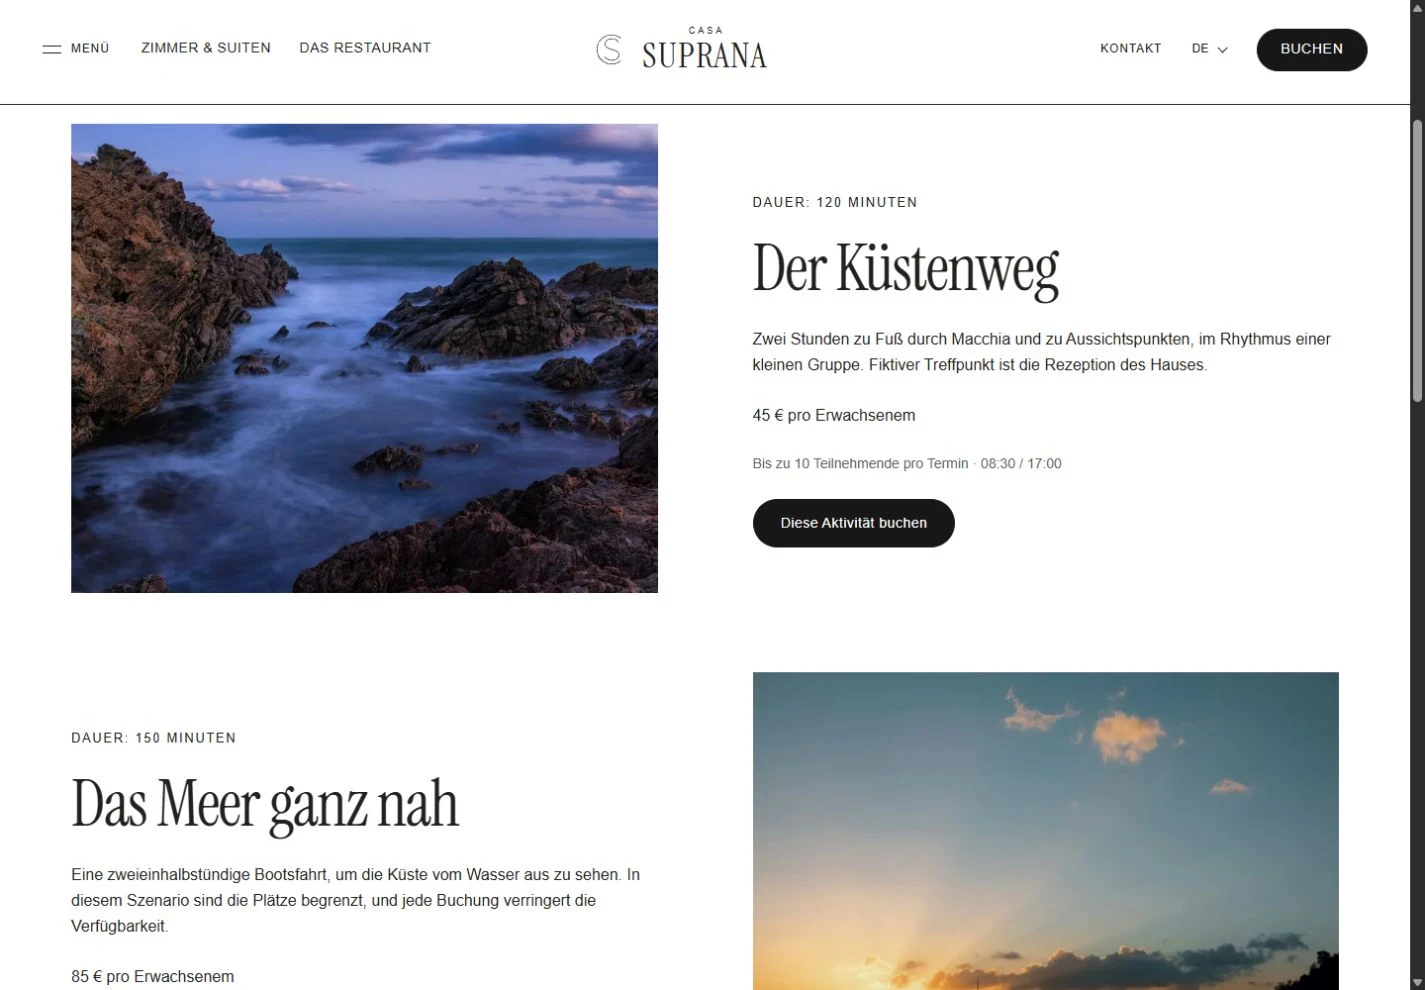 MENÜ
ZIMMER & SUITEN
DAS RESTAURANT
CASA
SUPRANA
KONTAKT
DE
BUCHEN
DAUER: 120 MINUTEN
Der Küstenweg
Zwei Stunden zu Fuß durch Macchia und zu Aussichtspunkten, im Rhythmus einer
kleinen Gruppe. Fiktiver Treffpunkt ist die Rezeption des Hauses.
45 € pro Erwachsenem
Bis zu 10 Teilnehmende pro Termin · 08:30 / 17:00
Diese Aktivität buchen
DAUER: 150 MINUTEN
Das Meer ganz nah
Eine zweieinhalbstündige Bootsfahrt, um die Küste vom Wasser aus zu sehen. In
diesem Szenario sind die Plätze begrenzt, und jede Buchung verringert die
Verfügbarkeit.
85 € pro Erwachsenem